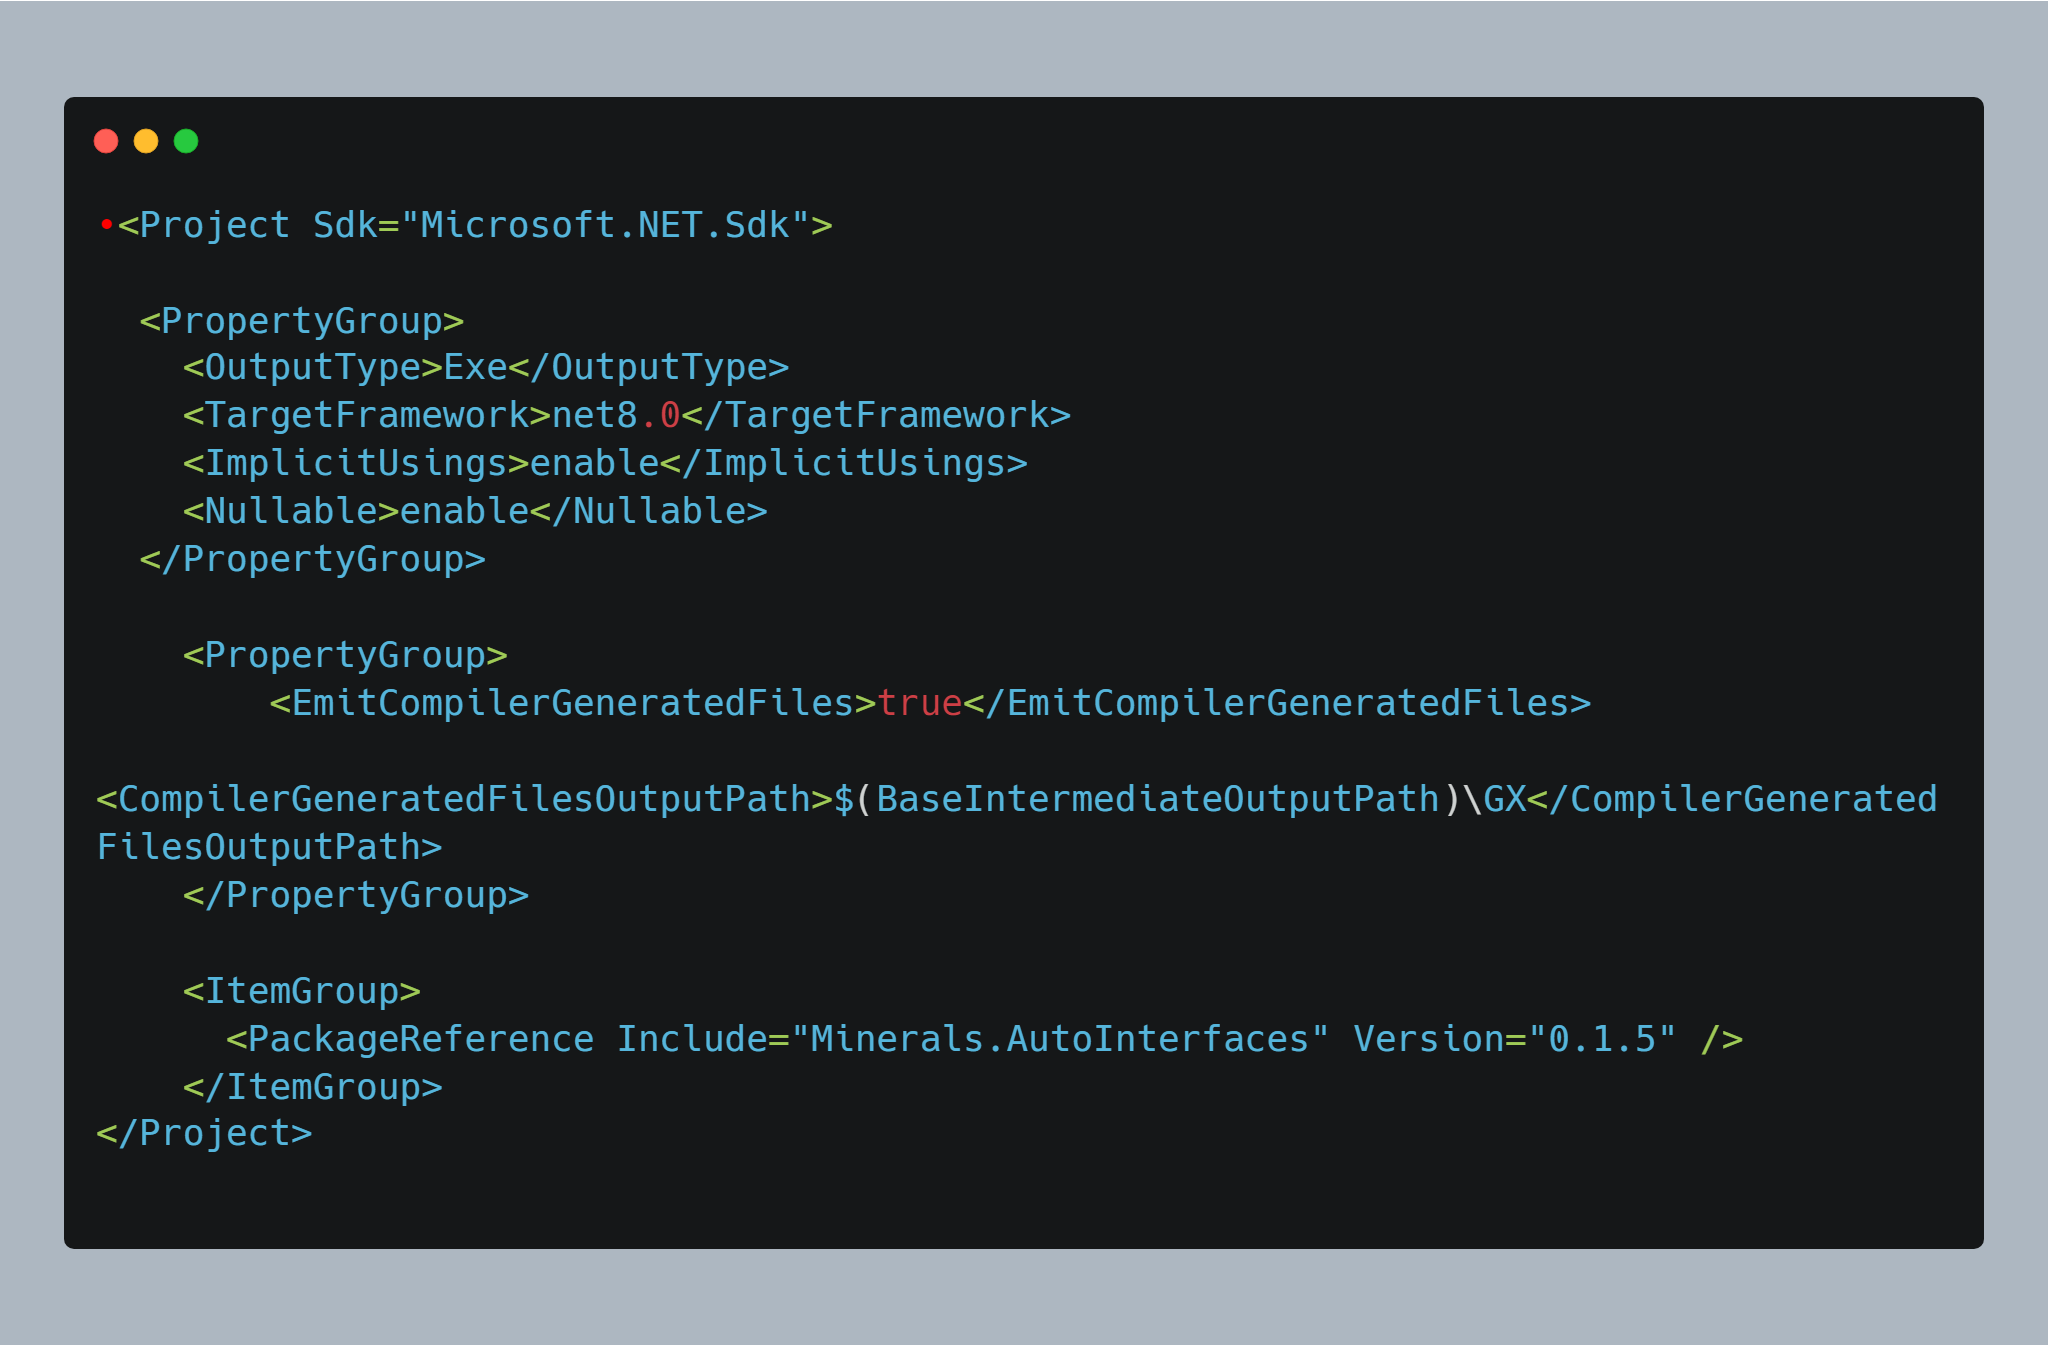 •<Project Sdk="Microsoft.NET.Sdk">
<PropertyGroup>
<OutputType>Exe</OutputType>
<TargetFramework>net8.0</TargetFramework>
<ImplicitUsings>enable</ImplicitUsings>
<Nullable>enable</Nullable>
</PropertyGroup>
<PropertyGroup>
<EmitCompilerGeneratedFiles>true</EmitCompilerGeneratedFiles>
<CompilerGeneratedFilesOutputPath>$(BaseIntermediateOutputPath)\GX</CompilerGenerated
FilesOutputPath>
</PropertyGroup>
<ItemGroup>
<PackageReference Include="Minerals.AutoInterfaces" Version="0.1.5" />
</ItemGroup>
</Project>